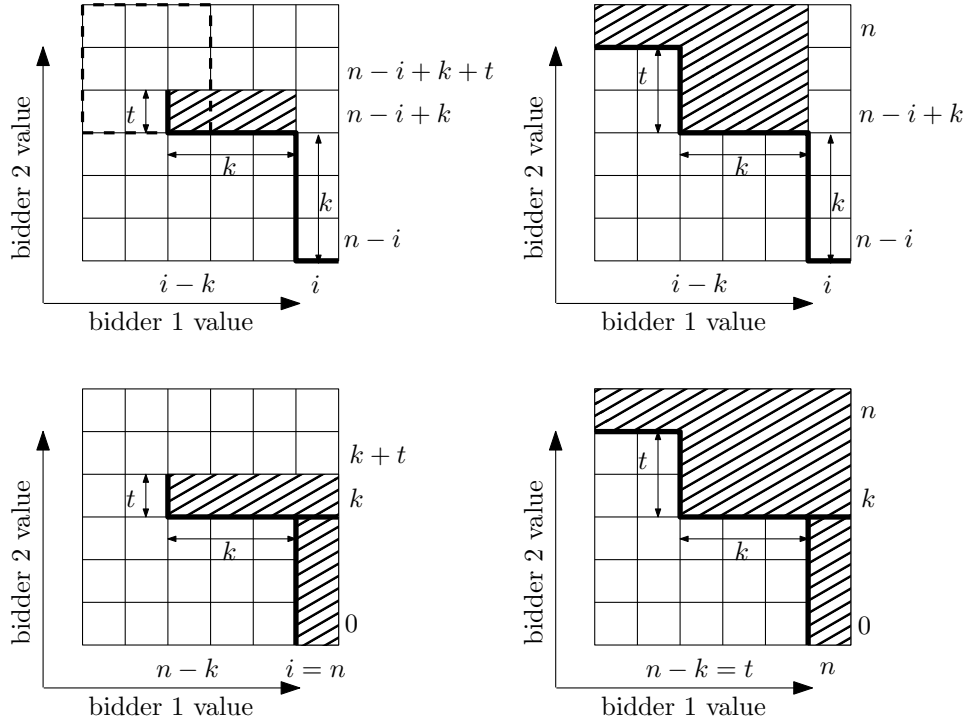 n − i + k + t
n − i + k
t
k
k
n − i
i − k
i
bidder 1 value
bidder 2 value
n
t
n − i + k
k
k
n − i
i − k
i
bidder 1 value
bidder 2 value
k + t
t
k
k
0
n − k
i = n
bidder 1 value
bidder 2 value
n
t
k
k
0
n − k = t
n
bidder 1 value
bidder 2 value